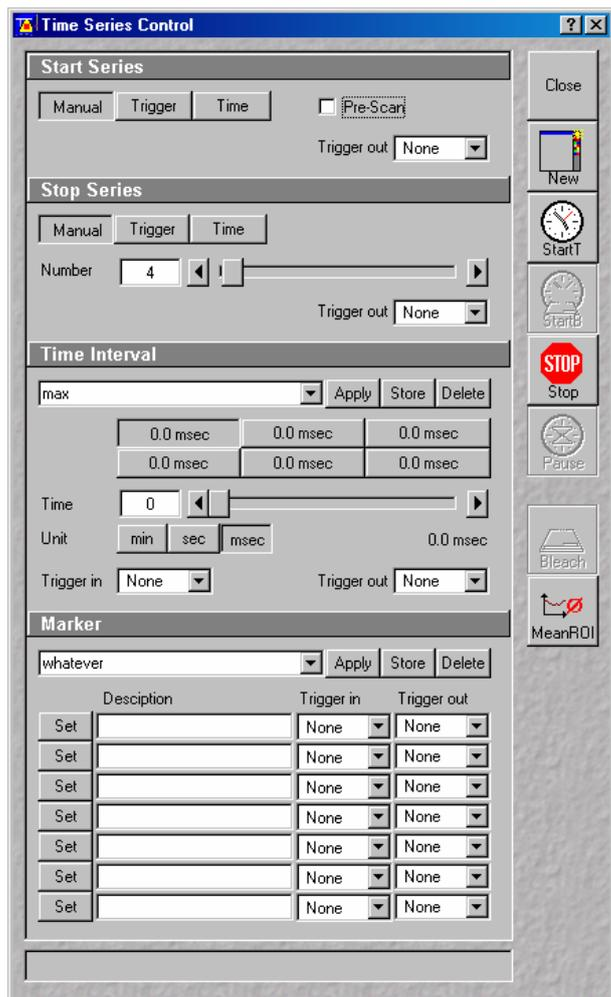 Time Series Control
Start Series
Manual Trigger Time Pre-Scan
Trigger out None
Stop Series
Manual Trigger Time
Number 4
Trigger out None
Time Interval
max Apply Store Delete
0.0 msec 0.0 msec 0.0 msec
0.0 msec 0.0 msec 0.0 msec
Time 0
Unit min sec msec 0.0 msec
Trigger in None Trigger out None
Marker
whatever Apply Store Delete
Desciption Trigger in Trigger out
Set None None
Set None None
Set None None
Set None None
Set None None
Set None None
Set None None
Close
New
StartT
StartB
STOP
Stop
Pause
Bleach
MeanROI